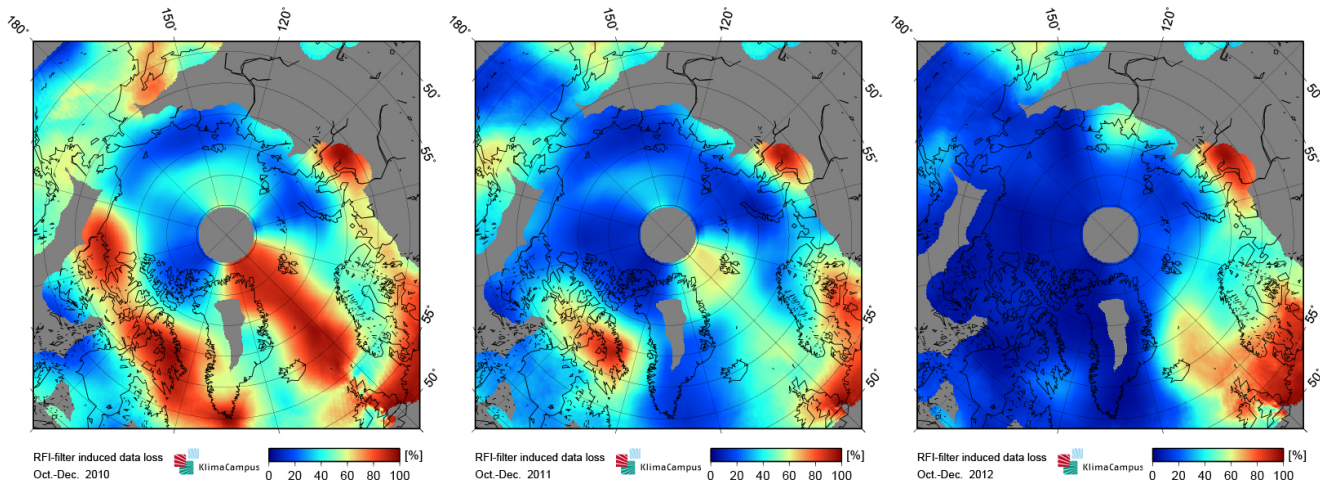 180° 150° 120°
50°
55°
55°
50°
RFI-filter induced data loss
Oct.-Dec. 2010
KlimaCampus
0 20 40 60 80 100 [%]
180° 150° 120°
50°
55°
55°
50°
RFI-filter induced data loss
Oct.-Dec. 2011
KlimaCampus
0 20 40 60 80 100 [%]
180° 150° 120°
50°
55°
55°
50°
RFI-filter induced data loss
Oct.-Dec. 2012
KlimaCampus
0 20 40 60 80 100 [%]